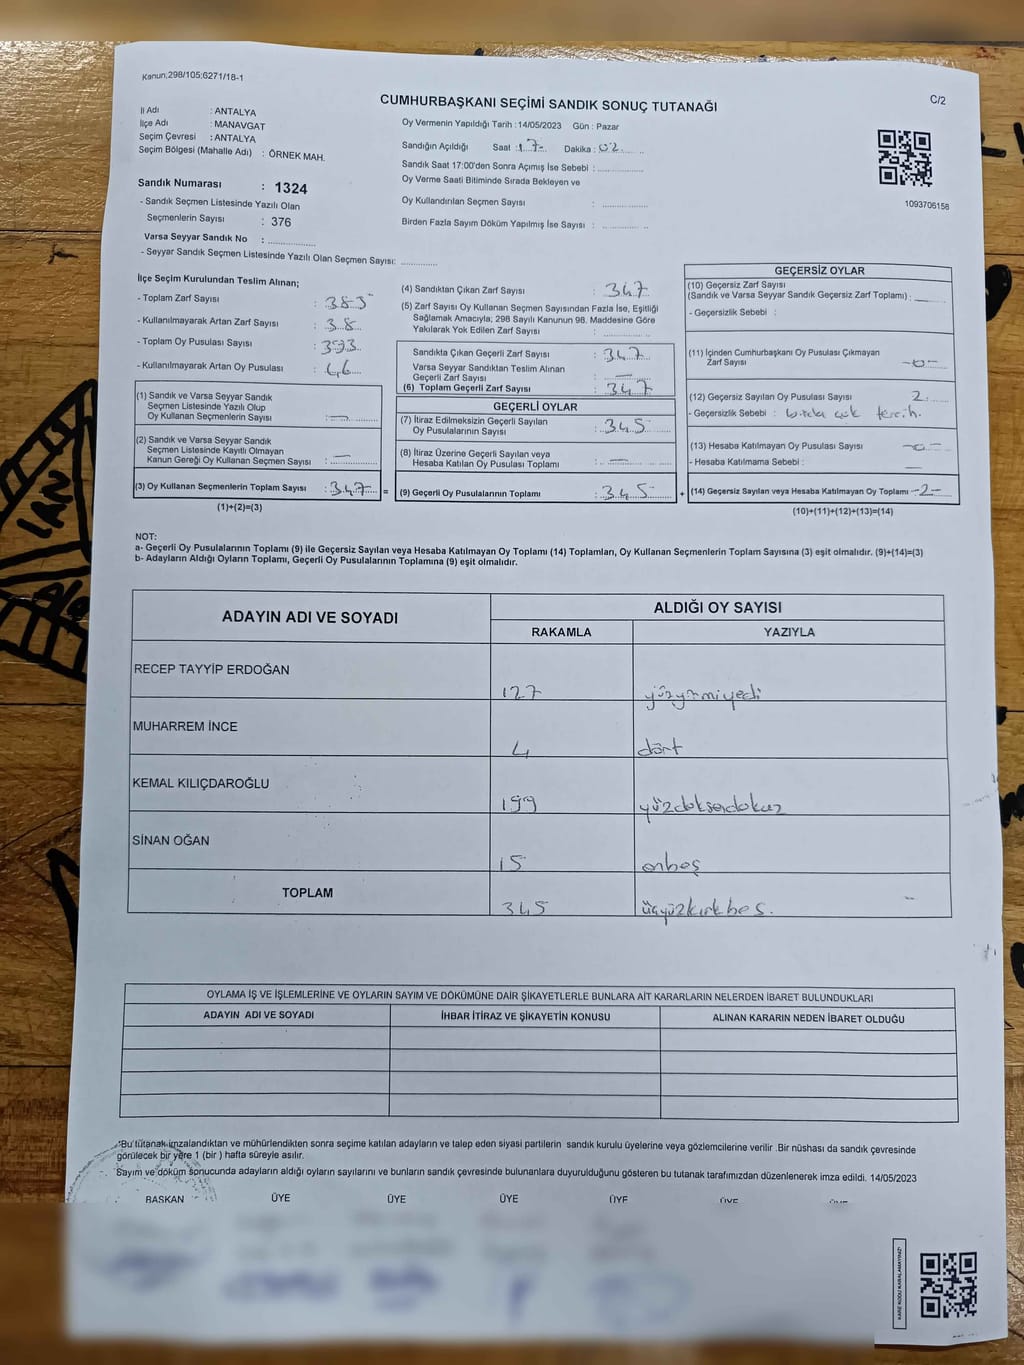 Kanun;298/105;6271/18-1
CUMHURBAŞKANI SEÇİMİ SANDIK SONUÇ TUTANAĞI
C/2
İl Adı : ANTALYA
İlçe Adı : MANAVGAT
Seçim Çevresi : ANTALYA
Seçim Bölgesi (Mahalle Adı) : ÖRNEK MAH.
Oy Vermenin Yapıldığı Tarih : 14/05/2023 Gün : Pazar
Sandığın Açıldığı Saat : 17 Dakika : 02
Sandık Saat 17:00'den Sonra Açımış İse Sebebi :
Oy Verme Saati Bitiminde Sırada Bekleyen ve
Oy Kullandırılan Seçmen Sayısı :
Birden Fazla Sayım Döküm Yapılmış İse Sayısı :
1093706158
Sandık Numarası : 1324
- Sandık Seçmen Listesinde Yazılı Olan
Seçmenlerin Sayısı : 376
Varsa Seyyar Sandık No :
- Seyyar Sandık Seçmen Listesinde Yazılı Olan Seçmen Sayısı:
İlçe Seçim Kurulundan Teslim Alınan;
- Toplam Zarf Sayısı : 385
- Kullanılmayarak Artan Zarf Sayısı : 38
- Toplam Oy Pusulası Sayısı :
- Kullanılmayarak Artan Oy Pusulası :
(1) Sandık ve Varsa Seyyar Sandık
Seçmen Listesinde Yazılı Olup
Oy Kullanan Seçmenlerin Sayısı : —
(2) Sandık ve Varsa Seyyar Sandık
Seçmen Listesinde Kayıtlı Olmayan
Kanun Gereği Oy Kullanan Seçmen Sayısı : —
(3) Oy Kullanan Seçmenlerin Toplam Sayısı : 347 =
(1)+(2)=(3)
(4) Sandıktan Çıkan Zarf Sayısı : 347
(5) Zarf Sayısı Oy Kullanan Seçmen Sayısından Fazla İse, Eşitliği
Sağlamak Amacıyla; 298 Sayılı Kanunun 98. Maddesine Göre
Yakılarak Yok Edilen Zarf Sayısı :
Sandıkta Çıkan Geçerli Zarf Sayısı : 347
Varsa Seyyar Sandıktan Teslim Alınan
Geçerli Zarf Sayısı : —
(6) Toplam Geçerli Zarf Sayısı : 347
GEÇERLİ OYLAR
(7) İtiraz Edilmeksizin Geçerli Sayılan
Oy Pusulalarının Sayısı : 345
(8) İtiraz Üzerine Geçerli Sayılan veya
Hesaba Katılan Oy Pusulası Toplamı : —
(9) Geçerli Oy Pusulalarının Toplamı : 345 +
GEÇERSİZ OYLAR
(10) Geçersiz Zarf Sayısı
(Sandık ve Varsa Seyyar Sandık Geçersiz Zarf Toplamı) :
- Geçersizlik Sebebi :
(11) İçinden Cumhurbaşkanı Oy Pusulası Çıkmayan
Zarf Sayısı -0-
(12) Geçersiz Sayılan Oy Pusulası Sayısı : 2
- Geçersizlik Sebebi : birden çok tercih.
(13) Hesaba Katılmayan Oy Pusulası Sayısı -0-
- Hesaba Katılmama Sebebi : —
(14) Geçersiz Sayılan veya Hesaba Katılmayan Oy Toplamı -2-
(10)+(11)+(12)+(13)=(14)
NOT:
a- Geçerli Oy Pusulalarının Toplamı (9) ile Geçersiz Sayılan veya Hesaba Katılmayan Oy Toplamı (14) Toplamları, Oy Kullanan Seçmenlerin Toplam Sayısına (3) eşit olmalıdır. (9)+(14)=(3)
b- Adayların Aldığı Oyların Toplamı, Geçerli Oy Pusulalarının Toplamına (9) eşit olmalıdır.
ADAYIN ADI VE SOYADI ALDIĞI OY SAYISI
RAKAMLA YAZIYLA
RECEP TAYYİP ERDOĞAN 127 yüzyirmiyedi
MUHARREM İNCE 4 dört
KEMAL KILIÇDAROĞLU 199 yüzdoksandokuz
SİNAN OĞAN 15 onbeş
TOPLAM 345 üçyüzkırkbeş.
OYLAMA İŞ VE İŞLEMLERİNE VE OYLARIN SAYIM VE DÖKÜMÜNE DAİR ŞİKAYETLERLE BUNLARA AİT KARARLARIN NELERDEN İBARET BULUNDUKLARI
ADAYIN ADI VE SOYADI İHBAR İTİRAZ VE ŞİKAYETİN KONUSU ALINAN KARARIN NEDEN İBARET OLDUĞU
*Bu tutanak imzalandıktan ve mühürlendikten sonra seçime katılan adayların ve talep eden siyasi partilerin sandık kurulu üyelerine veya gözlemcilerine verilir .Bir nüshası da sandık çevresinde
görülecek bir yere 1 (bir ) hafta süreyle asılır.
Sayım ve döküm sonucunda adayların aldığı oyların sayılarını ve bunların sandık çevresinde bulunanlara duyurulduğunu gösteren bu tutanak tarafımızdan düzenlenerek imza edildi. 14/05/2023
BAŞKAN ÜYE ÜYE ÜYE ÜYE ÜYE ÜYE
KARE KODU KARALAMAYINIZ!